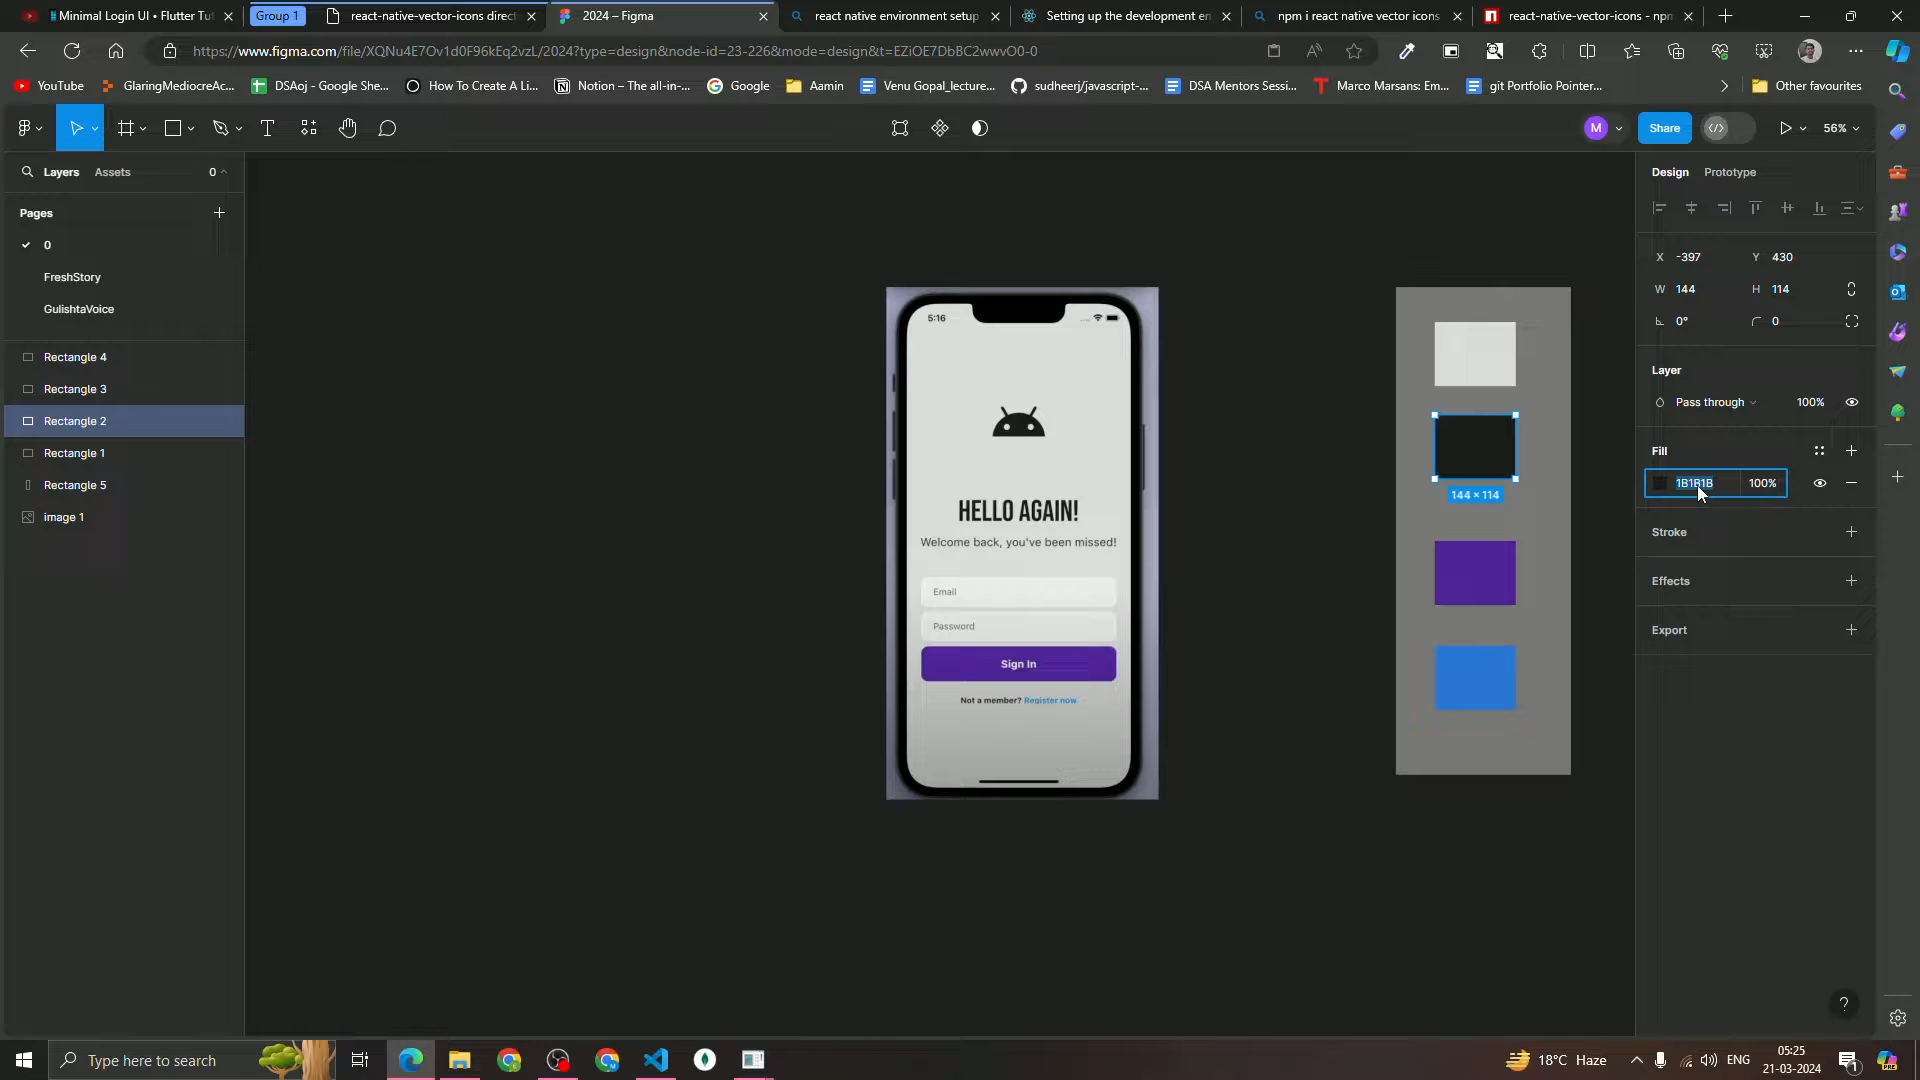 Minimal Login UI • Flutter Tut
Group 1
react-native-vector-icons direct
2024 – Figma
react native environment setup
Setting up the development en
npm i react native vector icons
react-native-vector-icons - npm
https://www.figma.com/file/XQNu4E7Ov1d0F96kEq2vzL/2024?type=design&node-id=23-226&mode=design&t=EZiOE7DbBC2wwvO0-0
YouTube
GlaringMediocreAc...
DSAoj - Google She...
How To Create A Li...
Notion – The all-in-...
Google
Aamin
Venu Gopal_lecture...
sudheerj/javascript-...
DSA Mentors Sessi...
Marco Marsans: Em...
git Portfolio Pointer...
Other favourites
M
Share
56%
Layers
Assets
0
Design
Prototype
Pages
0
FreshStory
GulishtaVoice
Rectangle 4
Rectangle 3
Rectangle 2
Rectangle 1
Rectangle 5
image 1
5:16
HELLO AGAIN!
Welcome back, you've been missed!
Email
Password
Sign In
Not a member? Register now
144 × 114
X -397
Y 430
W 144
H 114
0°
0
Layer
Pass through
100%
Fill
1B1B1B
100%
Stroke
Effects
Export
?
Type here to search
18°C Haze
ENG
05:25
21-03-2024
1